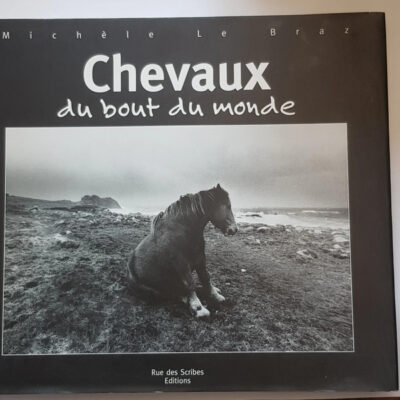 Michèle Le Braz
Chevaux
du bout du monde
Rue des Scribes
Editions